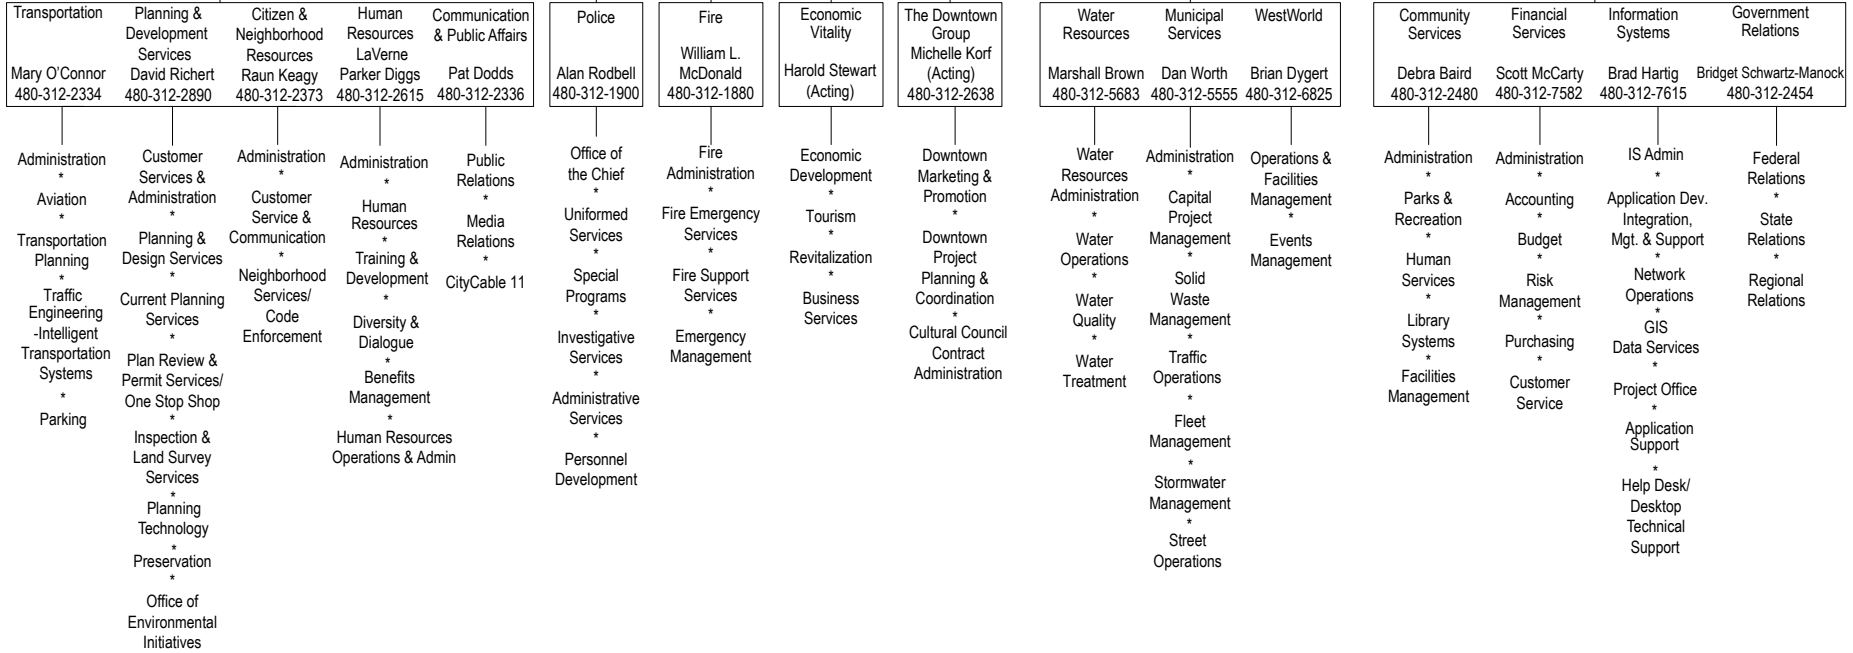 Transportation
Mary O'Connor
480-312-2334
Administration
*
Aviation
*
Transportation
Planning
*
Traffic
Engineering
-Intelligent
Transportation
Systems
*
Parking
Planning &
Development
Services
David Richert
480-312-2890
Customer
Services &
Administration
*
Planning &
Design Services
*
Current Planning
Services
*
Plan Review &
Permit Services/
One Stop Shop
*
Inspection &
Land Survey
Services
*
Planning
Technology
*
Preservation
*
Office of
Environmental
Initiatives
Citizen &
Neighborhood
Resources
Raun Keagy
480-312-2373
Administration
*
Customer
Service &
Communication
*
Neighborhood
Services/
Code
Enforcement
Human
Resources
LaVerne
Parker Diggs
480-312-2615
Administration
*
Human
Resources
*
Training &
Development
*
Diversity &
Dialogue
*
Benefits
Management
*
Human Resources
Operations & Admin
Communication
& Public Affairs
Pat Dodds
480-312-2336
Public
Relations
*
Media
Relations
*
CityCable 11
Police
Alan Rodbell
480-312-1900
Office of
the Chief
*
Uniformed
Services
*
Special
Programs
*
Investigative
Services
*
Administrative
Services
*
Personnel
Development
Fire
William L.
McDonald
480-312-1880
Fire
Administration
*
Fire Emergency
Services
*
Fire Support
Services
*
Emergency
Management
Economic
Vitality
Harold Stewart
(Acting)
Economic
Development
*
Tourism
*
Revitalization
*
Business
Services
The Downtown
Group
Michelle Korf
(Acting)
480-312-2638
Downtown
Marketing &
Promotion
*
Downtown
Project
Planning &
Coordination
*
Cultural Council
Contract
Administration
Water
Resources
Marshall Brown
480-312-5683
Water
Resources
Administration
*
Water
Operations
*
Water
Quality
*
Water
Treatment
Municipal
Services
Dan Worth
480-312-5555
Administration
*
Capital
Project
Management
*
Solid
Waste
Management
*
Traffic
Operations
*
Fleet
Management
*
Stormwater
Management
*
Street
Operations
WestWorld
Brian Dygert
480-312-6825
Operations &
Facilities
Management
*
Events
Management
Community
Services
Debra Baird
480-312-2480
Administration
*
Parks &
Recreation
*
Human
Services
*
Library
Systems
*
Facilities
Management
Financial
Services
Scott McCarty
480-312-7582
Administration
*
Accounting
*
Budget
*
Risk
Management
*
Purchasing
*
Customer
Service
Information
Systems
Brad Hartig
480-312-7615
IS Admin
*
Application Dev.
Integration,
Mgt. & Support
*
Network
Operations
*
GIS
Data Services
*
Project Office
*
Application
Support
*
Help Desk/
Desktop
Technical
Support
Government
Relations
Bridget Schwartz-Manock
480-312-2454
Federal
Relations
*
State
Relations
*
Regional
Relations